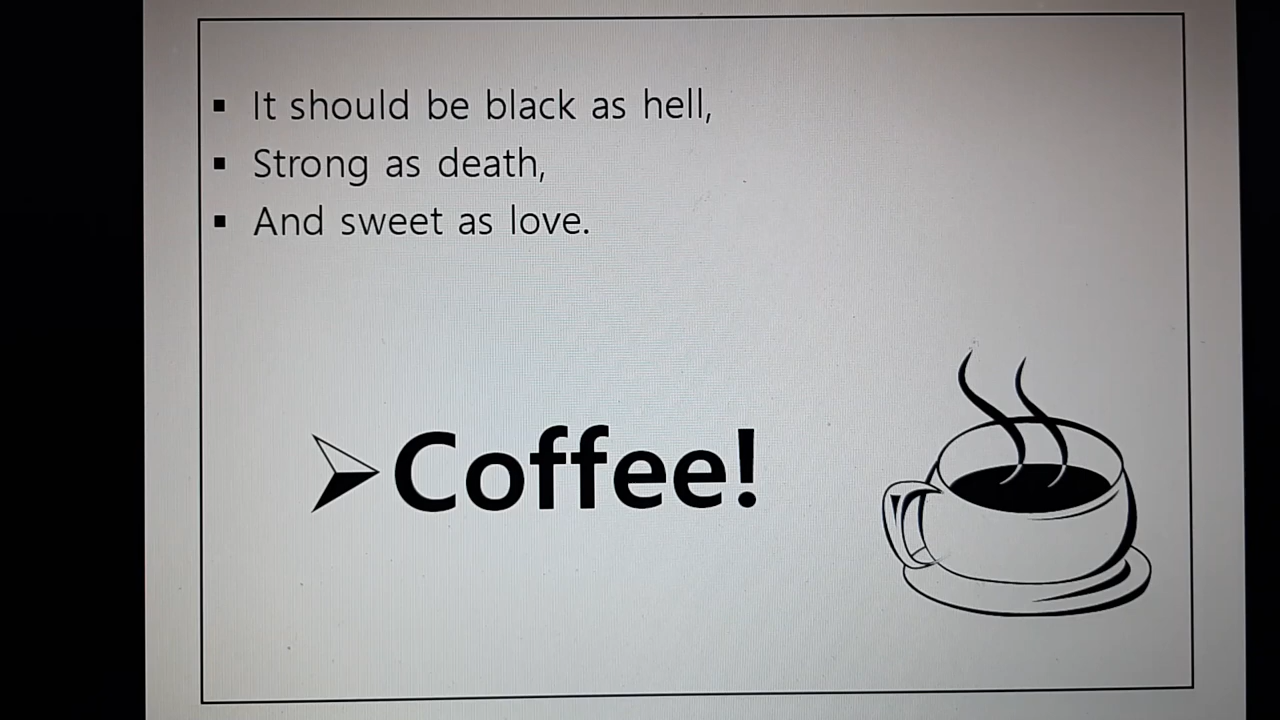 It should be black as hell,
Strong as death,
And sweet as love.
Coffee!